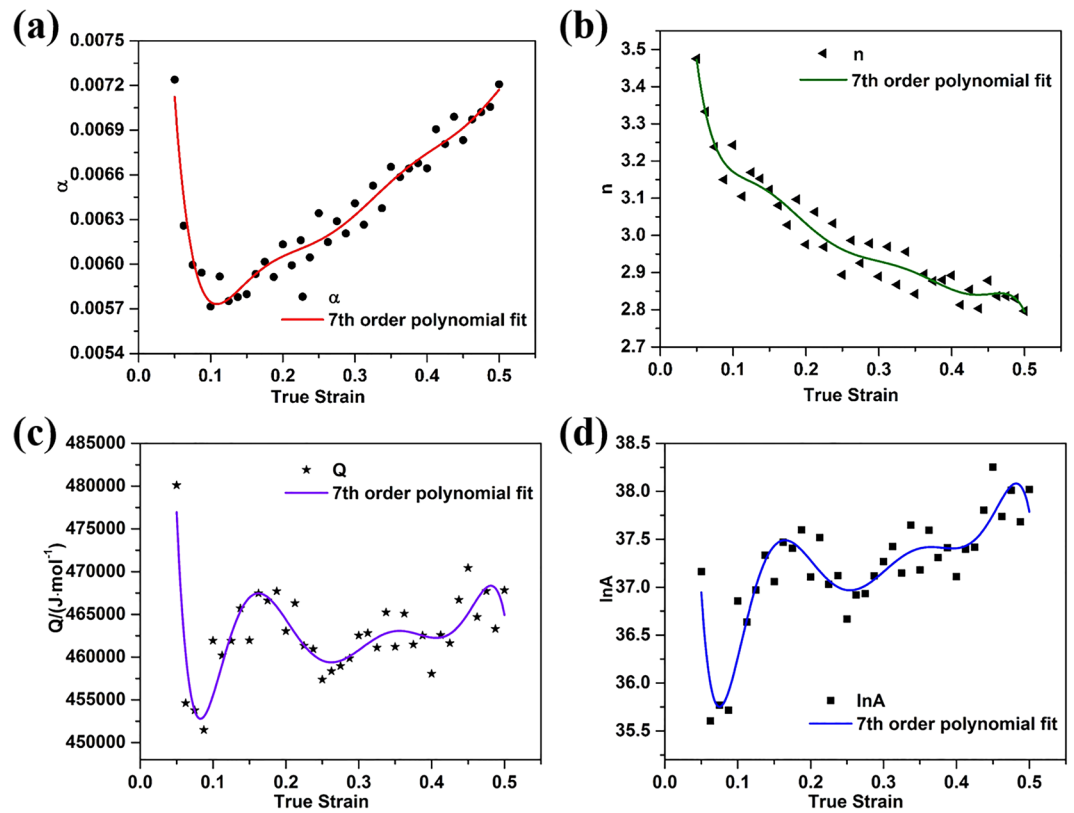 (a)
0.0075
0.0072
0.0069
0.0066
0.0063
0.0060
0.0057
0.0054
α
α
7th order polynomial fit
0.0 0.1 0.2 0.3 0.4 0.5
True Strain
(b)
3.5
3.4
3.3
3.2
3.1
3.0
2.9
2.8
2.7
n
n
7th order polynomial fit
0.0 0.1 0.2 0.3 0.4 0.5
True Strain
(c)
485000
480000
475000
470000
465000
460000
455000
450000
Q/(J·mol⁻¹)
Q
7th order polynomial fit
0.0 0.1 0.2 0.3 0.4 0.5
True Strain
(d)
38.5
38.0
37.5
37.0
36.5
36.0
35.5
lnA
lnA
7th order polynomial fit
0.0 0.1 0.2 0.3 0.4 0.5
True Strain